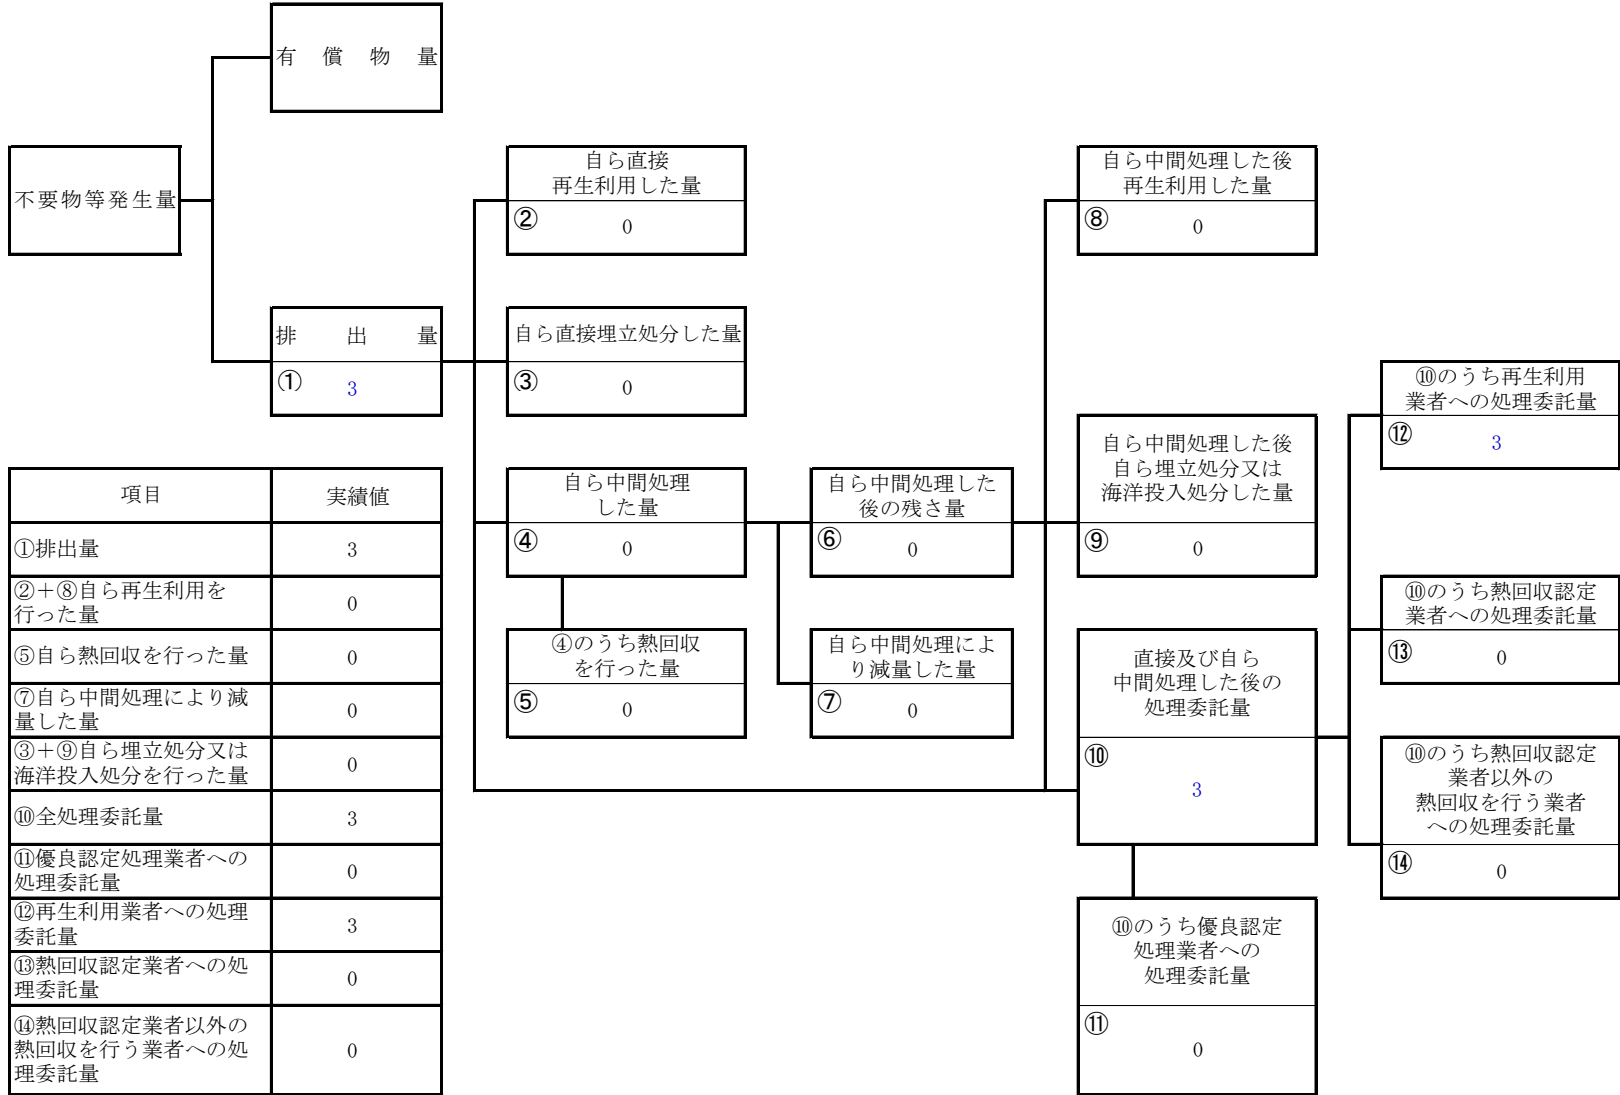 有償物量
不要物等発生量
排出量
① 3
自ら直接
再生利用した量
② 0
自ら直接埋立処分した量
③ 0
自ら中間処理
した量
④ 0
④のうち熱回収
を行った量
⑤ 0
自ら中間処理した
後の残さ量
⑥ 0
自ら中間処理によ
り減量した量
⑦ 0
自ら中間処理した後
再生利用した量
⑧ 0
自ら中間処理した後
自ら埋立処分又は
海洋投入処分した量
⑨ 0
直接及び自ら
中間処理した後の
処理委託量
⑩
3
⑩のうち優良認定
処理業者への
処理委託量
⑪
0
⑩のうち再生利用
業者への処理委託量
⑫ 3
⑩のうち熱回収認定
業者への処理委託量
⑬ 0
⑩のうち熱回収認定
業者以外の
熱回収を行う業者
への処理委託量
⑭ 0
項目 実績値
①排出量 3
②+⑧自ら再生利用を
行った量 0
⑤自ら熱回収を行った量 0
⑦自ら中間処理により減
量した量 0
③+⑨自ら埋立処分又は
海洋投入処分を行った量 0
⑩全処理委託量 3
⑪優良認定処理業者への
処理委託量 0
⑫再生利用業者への処理
委託量 3
⑬熱回収認定業者への処
理委託量 0
⑭熱回収認定業者以外の
熱回収を行う業者への処 0
理委託量